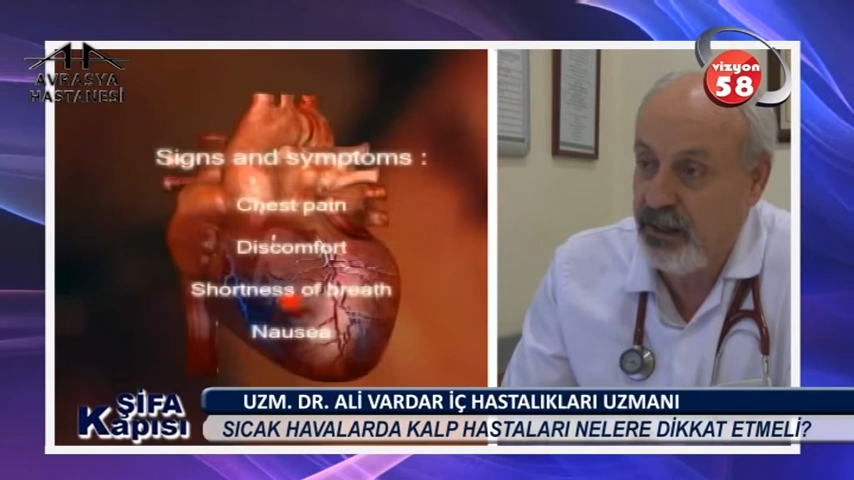 AVRASYA
HASTANESİ
vizyon
58
Signs and symptoms :
Chest pain
Discomfort
Shortness of breath
Nausea
ŞİFA
Kapısı
UZM. DR. ALİ VARDAR İÇ HASTALIKLARI UZMANI
SICAK HAVALARDA KALP HASTALARI NELERE DİKKAT ETMELİ?